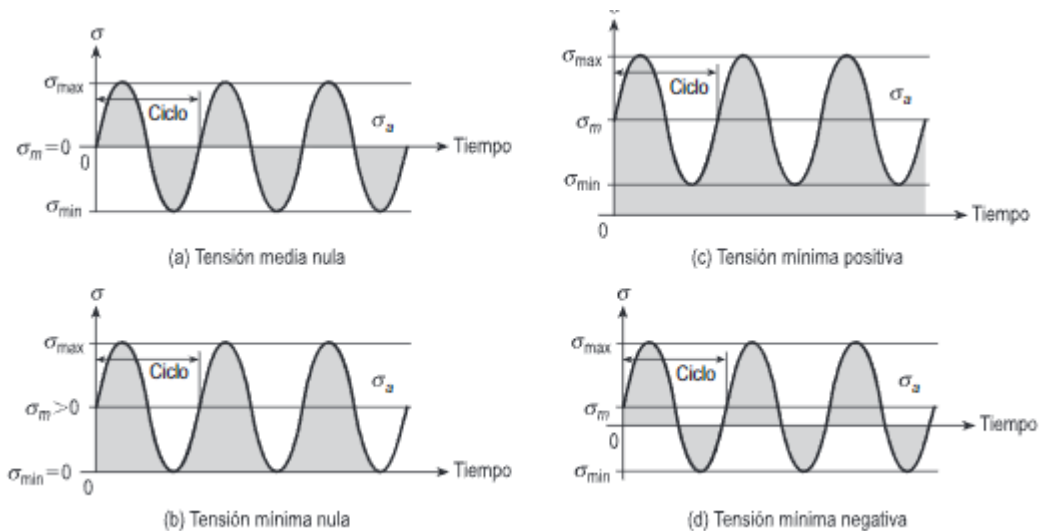 σ
σmax
Ciclo
σa
σm=0
Tiempo
0
σmin
(a) Tensión media nula
σ
σmax
Ciclo
σa
σm>0
σmin=0
Tiempo
0
(b) Tensión mínima nula
σmax
Ciclo
σa
σm
σmin
Tiempo
0
(c) Tensión mínima positiva
σ
σmax
Ciclo
σa
σm
0
Tiempo
σmin
(d) Tensión mínima negativa